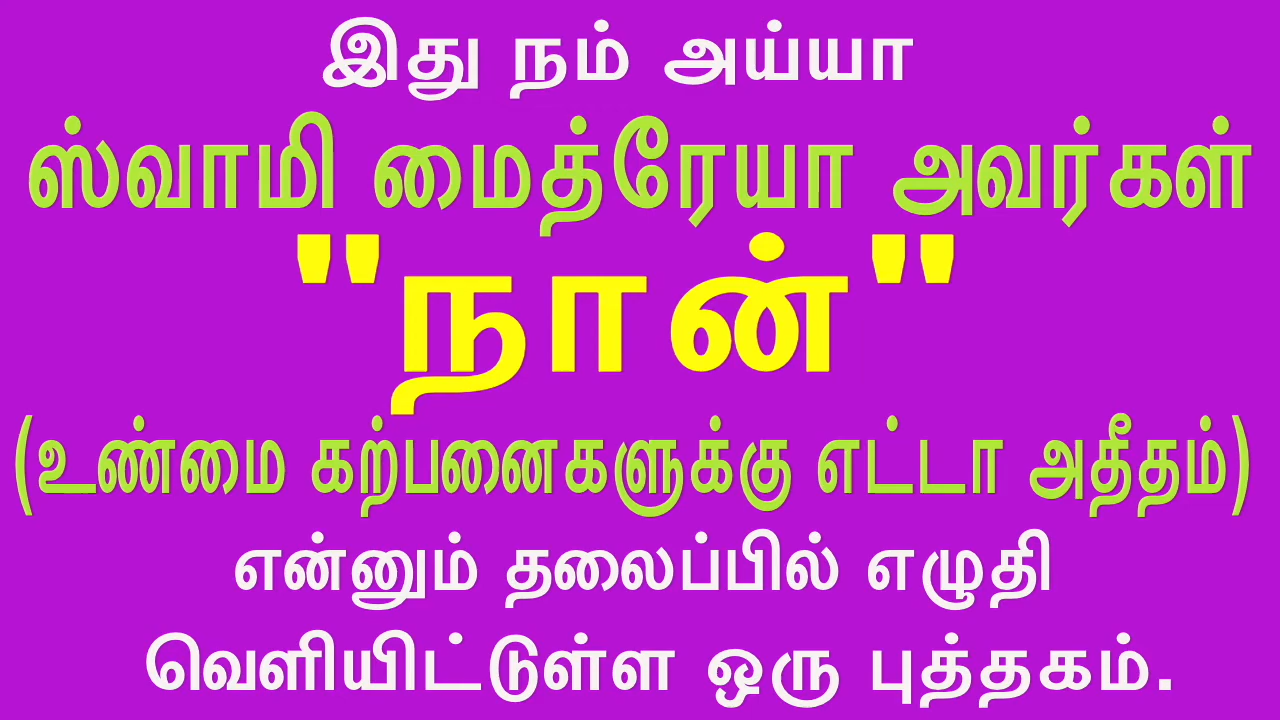 இது நம் அய்யா
ஸ்வாமி மைத்ரேயா அவர்கள்
"நான்"
(உண்மை கற்பனைகளுக்கு எட்டா அதீதம்)
என்னும் தலைப்பில் எழுதி
வெளியிட்டுள்ள ஒரு புத்தகம்.